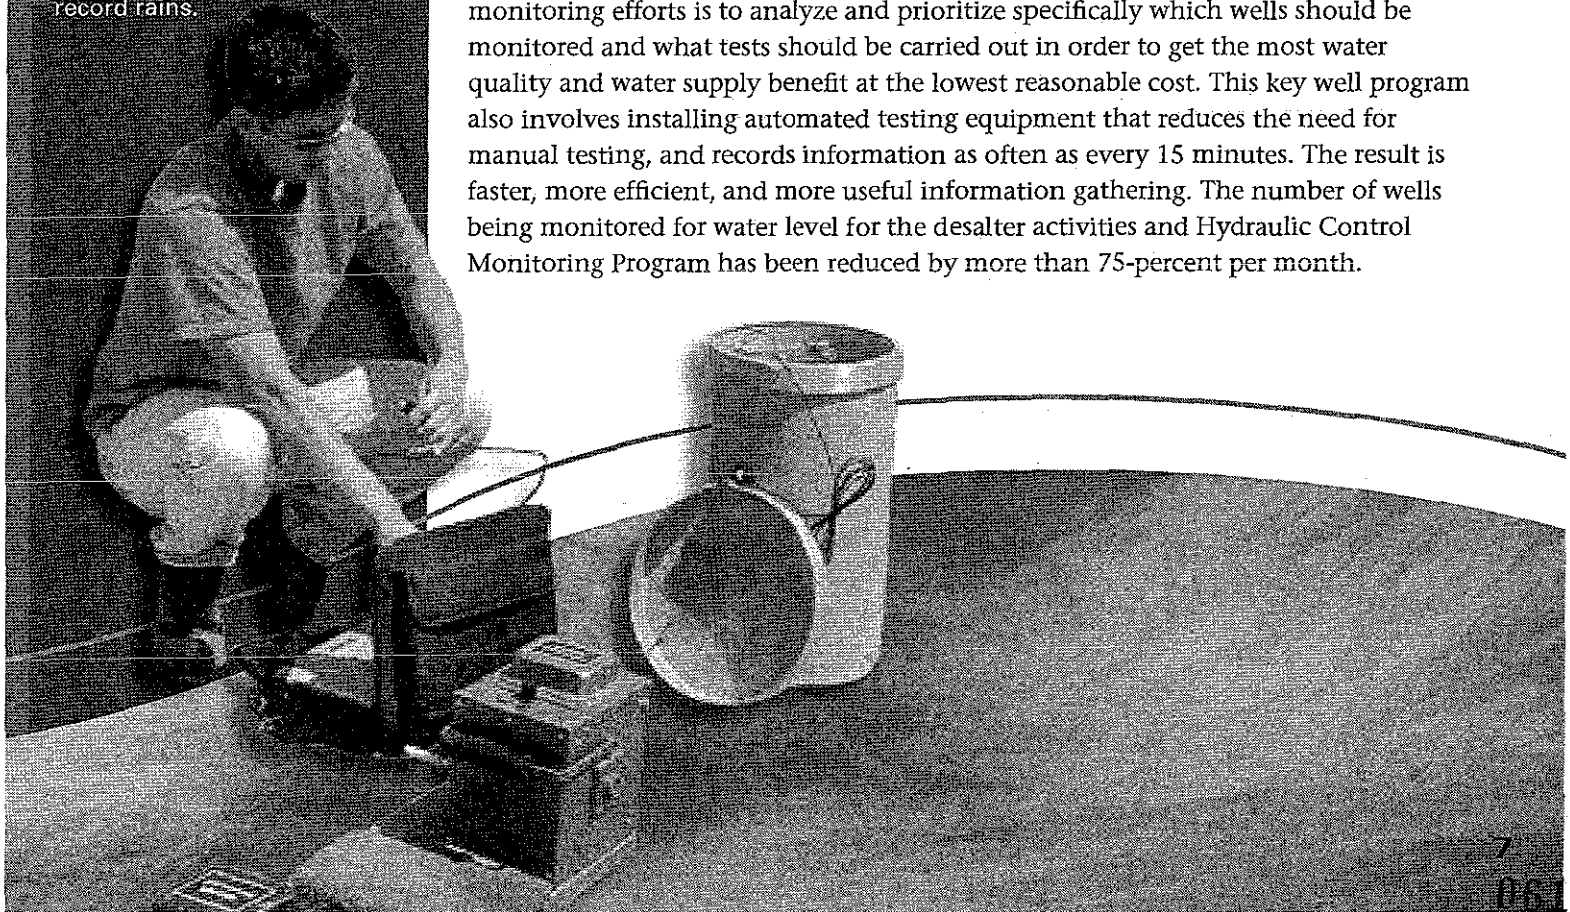 record rains.
monitoring efforts is to analyze and prioritize specifically which wells should be
monitored and what tests should be carried out in order to get the most water
quality and water supply benefit at the lowest reasonable cost. This key well program
also involves installing automated testing equipment that reduces the need for
manual testing, and records information as often as every 15 minutes. The result is
faster, more efficient, and more useful information gathering. The number of wells
being monitored for water level for the desalter activities and Hydraulic Control
Monitoring Program has been reduced by more than 75-percent per month.
7
061